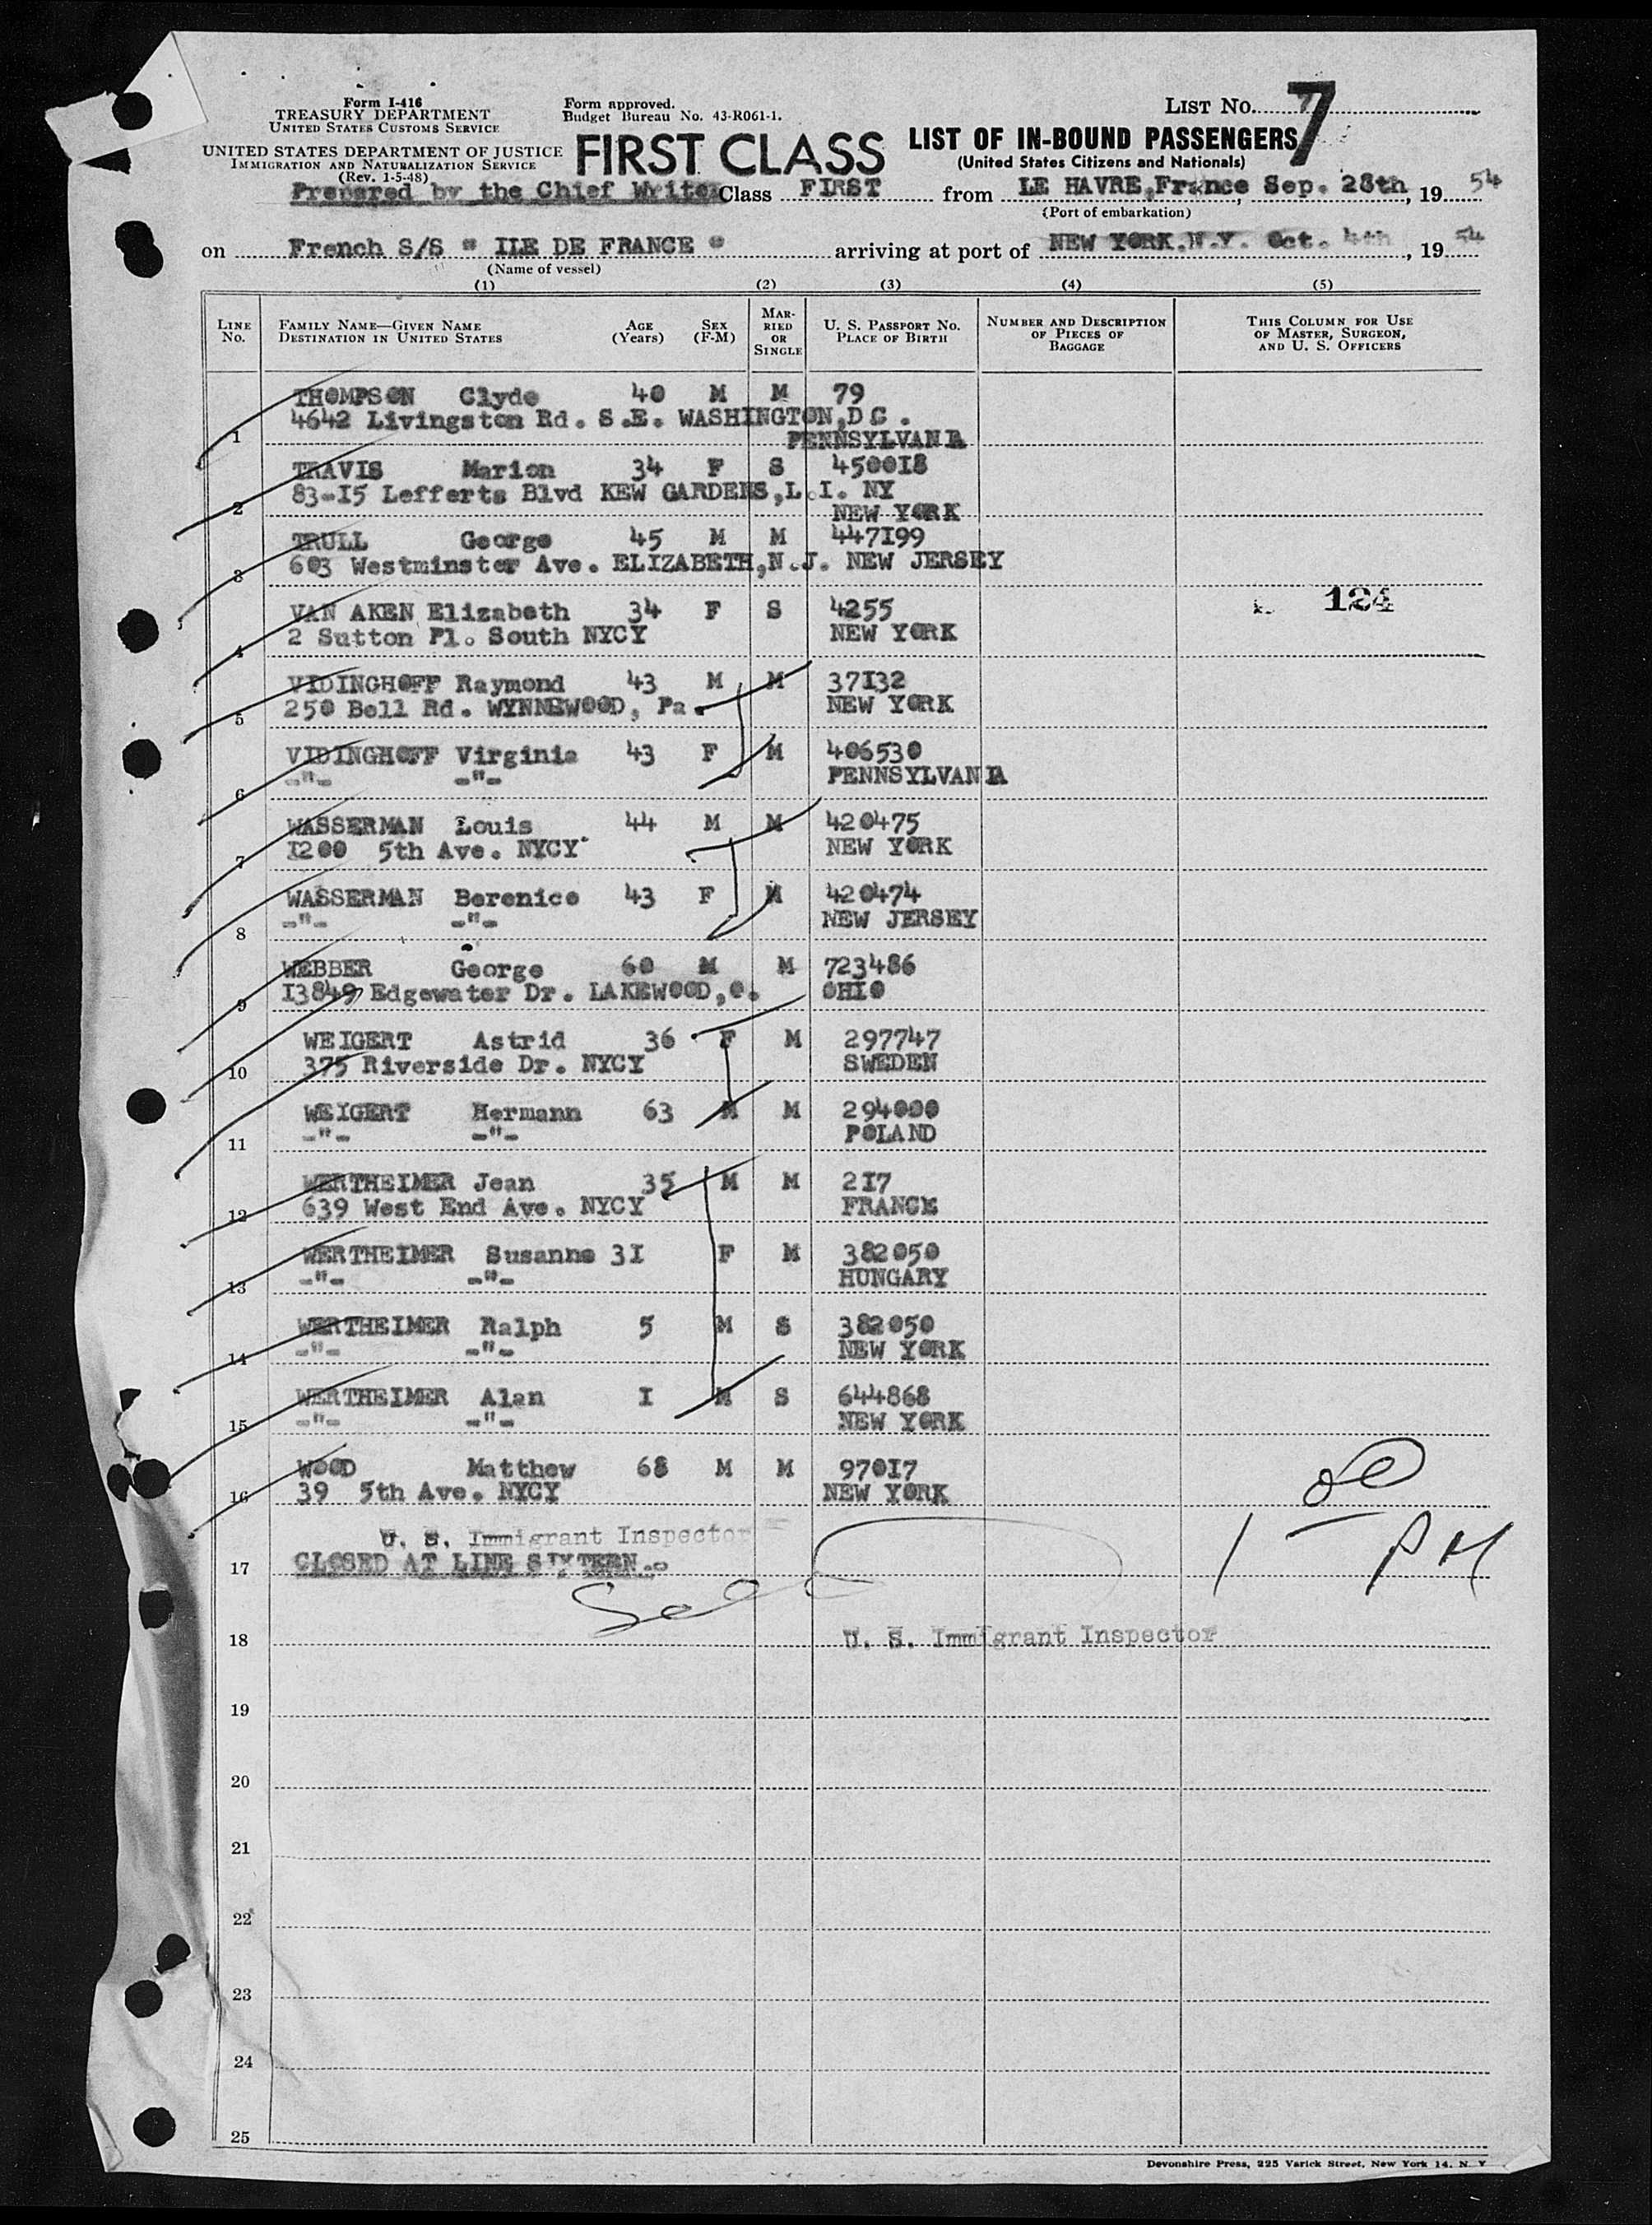 Form I-416
TREASURY DEPARTMENT
UNITED STATES CUSTOMS SERVICE
UNITED STATES DEPARTMENT OF JUSTICE
IMMIGRATION AND NATURALIZATION SERVICE
(Rev. 1-5-48)
Form approved.
Budget Bureau No. 43-R061-1.
FIRST CLASS
LIST No. 7
7
LIST OF IN-BOUND PASSENGERS
(United States Citizens and Nationals)
Prepared by the Chief Writer Class FIRST from LE HAVRE, France Sep. 28th, 19 54
(Port of embarkation)
on French S/S " ILE DE FRANCE " arriving at port of NEW YORK.N.Y. Oct. 4th, 19 54
(Name of vessel)
(1) (2) (3) (4) (5)
LINE No. FAMILY NAME—GIVEN NAME DESTINATION IN UNITED STATES AGE (Years) SEX (F-M) MARRIED OR SINGLE U. S. PASSPORT No. PLACE OF BIRTH NUMBER AND DESCRIPTION OF PIECES OF BAGGAGE THIS COLUMN FOR USE OF MASTER, SURGEON, AND U. S. OFFICERS
THOMPSON Clyde 40 M M 79
4642 Livingston Rd. S.E. WASHINGTON,DC.
1 PENNSYLVANIA
TRAVIS Marion 34 F S 450018
83-15 Lefferts Blvd KEW GARDENS,L.I. NY
2 NEW YORK
TRULL George 45 M M 447199
3 603 Westminster Ave. ELIZABETH,N.J. NEW JERSEY
VAN AKEN Elizabeth 34 F S 4255 124
4 2 Sutton Pl. South NYCY NEW YORK
VIDINGHOFF Raymond 43 M M 37132
5 250 Bell Rd. WYNNEWOOD, Pa. NEW YORK
VIDINGHOFF Virginia 43 F M 406530
6 -"- -"- PENNSYLVANIA
WASSERMAN Louis 44 M M 420475
7 1200 5th Ave. NYCY NEW YORK
WASSERMAN Berenice 43 F M 420474
8 -"- -"- NEW JERSEY
WEBBER George 60 M M 723486
9 13849 Edgewater Dr. LAKEWOOD,O. OHIO
WEIGERT Astrid 36 F M 297747
10 375 Riverside Dr. NYCY SWEDEN
WEIGERT Hermann 63 M M 294000
11 -"- -"- POLAND
WERTHEIMER Jean 35 M M 217
12 639 West End Ave. NYCY FRANCE
WERTHEIMER Susanne 31 F M 382050
13 -"- -"- HUNGARY
WERTHEIMER Ralph 5 M S 382050
14 -"- -"- NEW YORK
WERTHEIMER Alan I M S 644868
15 -"- -"- NEW YORK
WOOD Matthew 68 M M 97017
16 39 5th Ave. NYCY NEW YORK
U. S. Immigrant Inspector
17 CLOSED AT LINE SIXTEEN.-
1 00 PM
18 U. S. Immigrant Inspector
19
20
21
22
23
24
25
Devonshire Press, 225 Varick Street, New York 14, N. Y